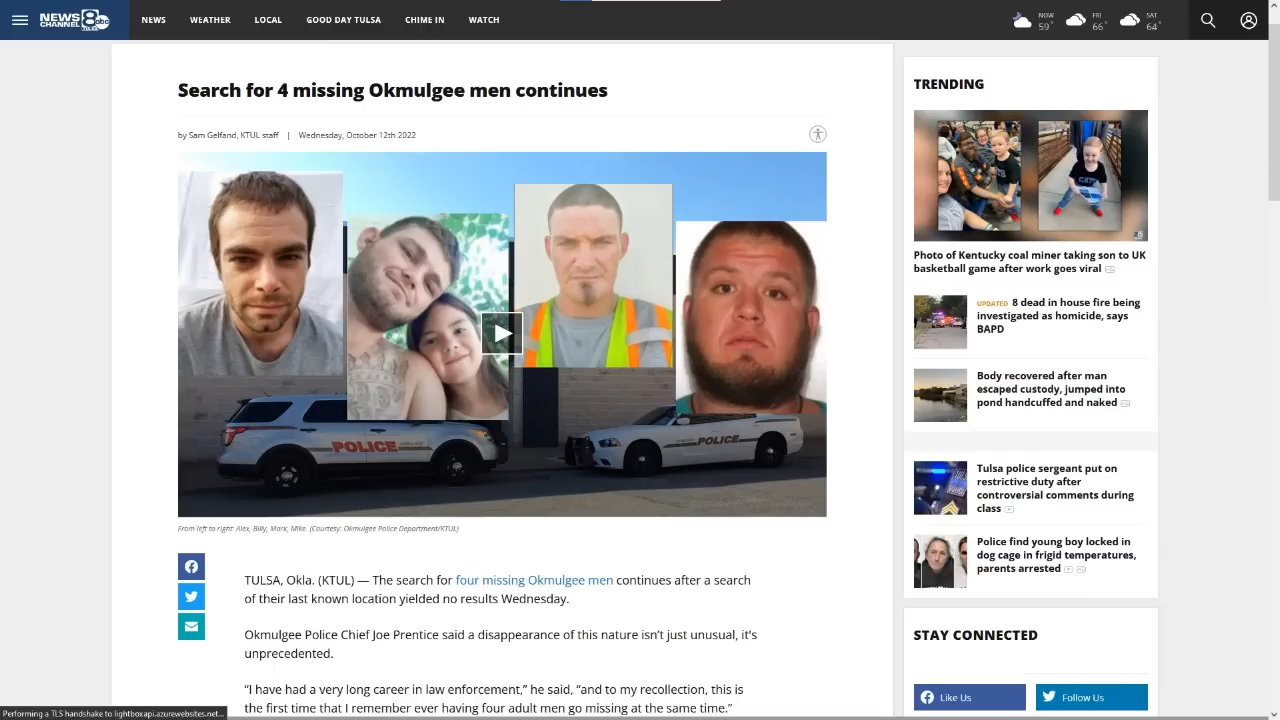 NEWS CHANNEL 8 abc TULSA
NEWS WEATHER LOCAL GOOD DAY TULSA CHIME IN WATCH
NOW 59° FRI 66° SAT 64°
Search for 4 missing Okmulgee men continues
by Sam Gelfand, KTUL staff | Wednesday, October 12th 2022
POLICE
POLICE
From left to right: Alex, Billy, Mark, Mike. (Courtesy: Okmulgee Police Department/KTUL)
TULSA, Okla. (KTUL) — The search for four missing Okmulgee men continues after a search
of their last known location yielded no results Wednesday.
Okmulgee Police Chief Joe Prentice said a disappearance of this nature isn't just unusual, it's
unprecedented.
“I have had a very long career in law enforcement,” he said, “and to my recollection, this is
the first time that I remember ever having four adult men go missing at the same time.”
TRENDING
Photo of Kentucky coal miner taking son to UK
basketball game after work goes viral
UPDATED 8 dead in house fire being
investigated as homicide, says
BAPD
Body recovered after man
escaped custody, jumped into
pond handcuffed and naked
Tulsa police sergeant put on
restrictive duty after
controversial comments during
class
Police find young boy locked in
dog cage in frigid temperatures,
parents arrested
STAY CONNECTED
Like Us
Follow Us
Performing a TLS handshake to lightboxapi.azurewebsites.net...